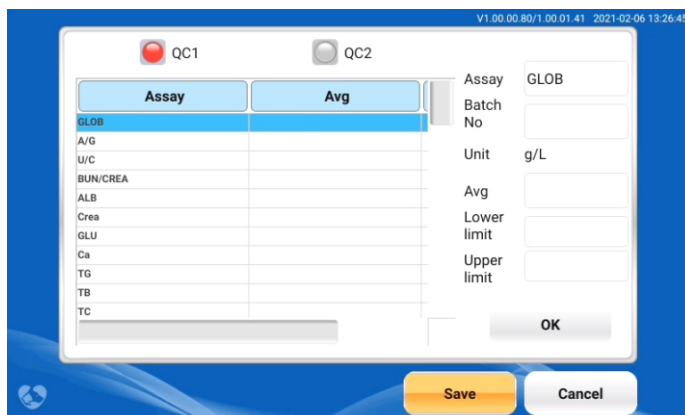 V1.00.00.80/1.00.01.41 2021-02-06 13:26:45
QC1 QC2
Assay Avg
GLOB
A/G
U/C
BUN/CREA
ALB
Crea
GLU
Ca
TG
TB
TC
Assay GLOB
Batch
No
Unit g/L
Avg
Lower
limit
Upper
limit
OK
Save Cancel